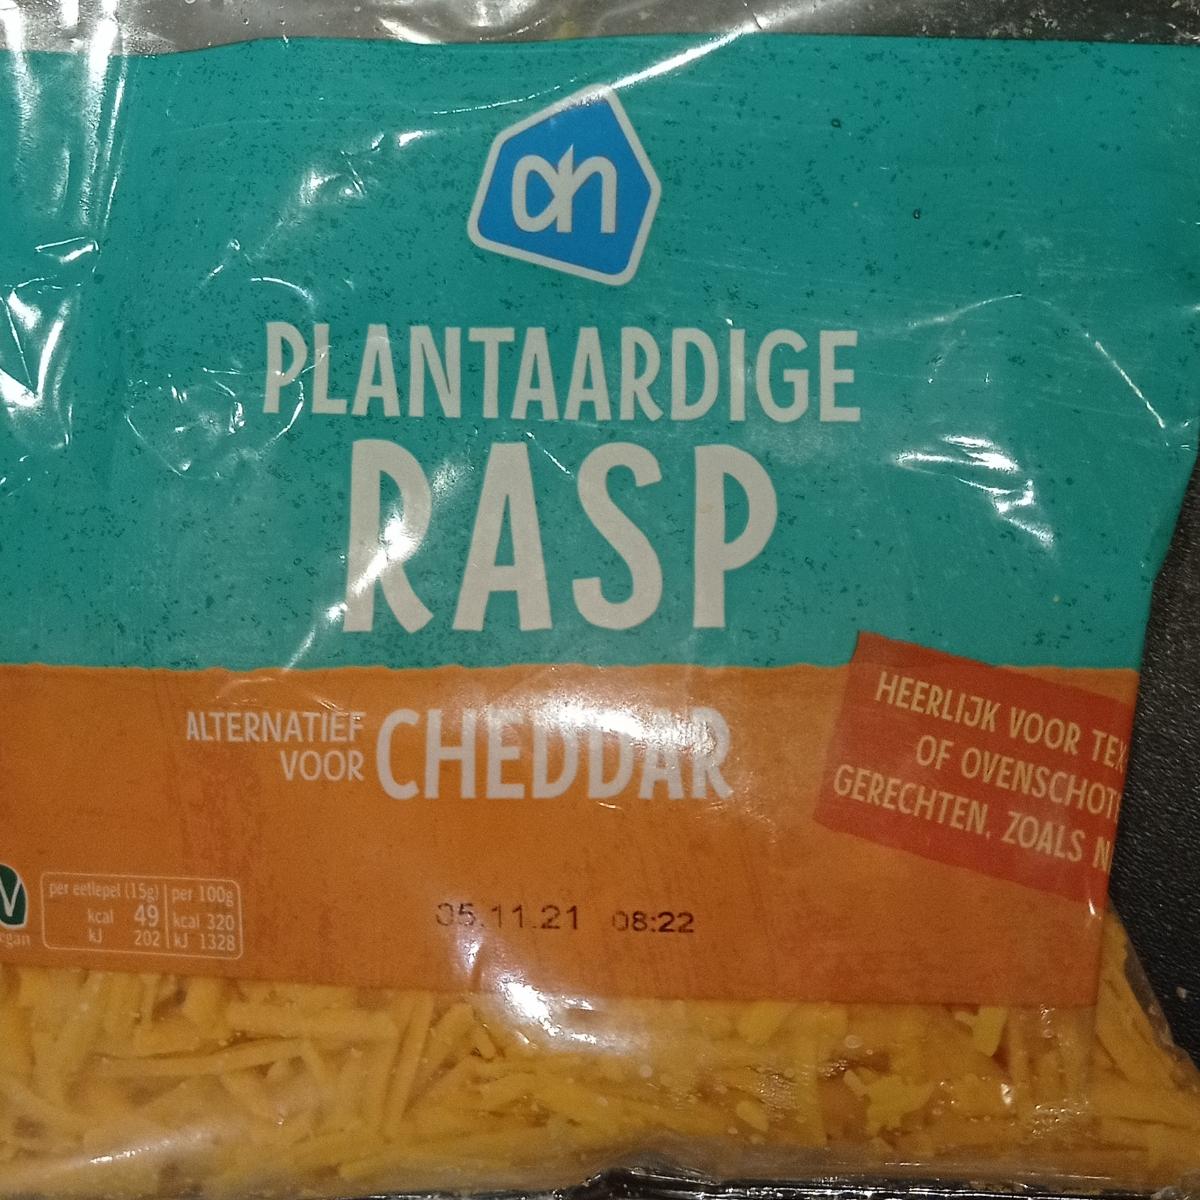 ah
PLANTAARDIGE
RASP
ALTERNATIEF
VOOR CHEDDAR
HEERLIJK VOOR
OF
GERECHTEN, ZOALS
per eetlepel (15g) per 100g
kcal 49 kcal 320
kJ 202 kJ 1328
05.11.21 08:22